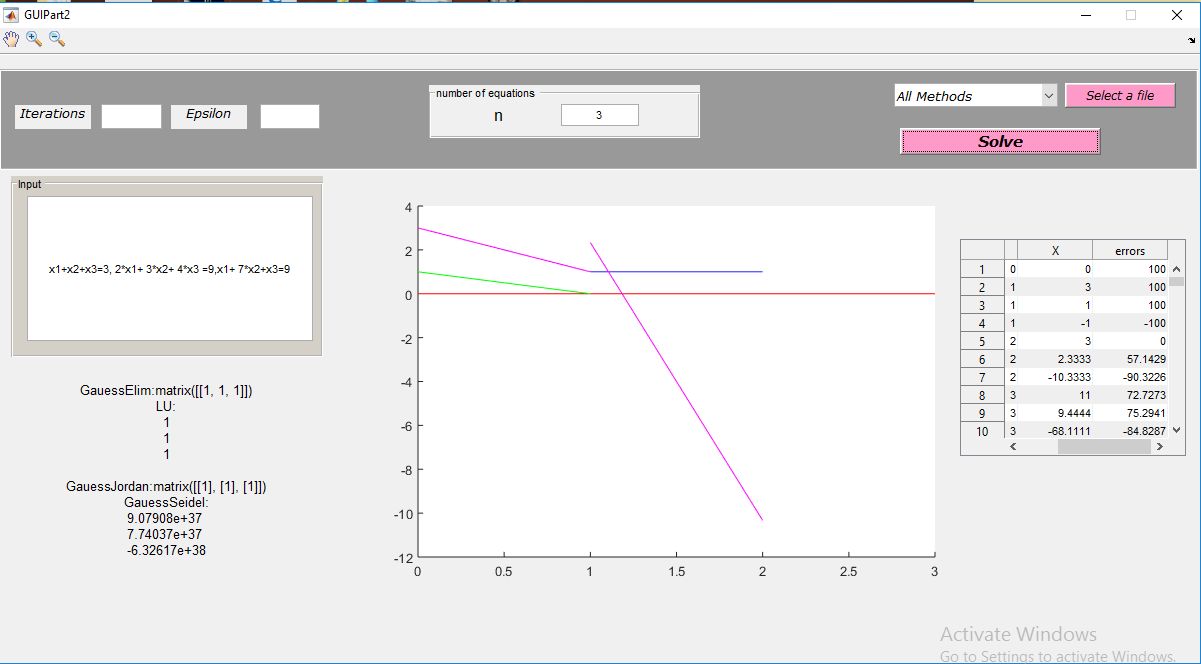 GUIPart2
Iterations
Epsilon
number of equations
n
3
All Methods
Select a file
Solve
Input
x1+x2+x3=3, 2*x1+ 3*x2+ 4*x3 =9,x1+ 7*x2+x3=9
GauessElim:matrix([[1, 1, 1]])
LU:
1
1
1
GauessJordan:matrix([[1], [1], [1]])
GauessSeidel:
9.07908e+37
7.74037e+37
-6.32617e+38
4
2
0
-2
-4
-6
-8
-10
-12
0 0.5 1 1.5 2 2.5 3
X errors
1 0 0 100
2 1 3 100
3 1 1 100
4 1 -1 -100
5 2 3 0
6 2 2.3333 57.1429
7 2 -10.3333 -90.3226
8 3 11 72.7273
9 3 9.4444 75.2941
10 3 -68.1111 -84.8287
Activate Windows
Go to Settings to activate Windows.